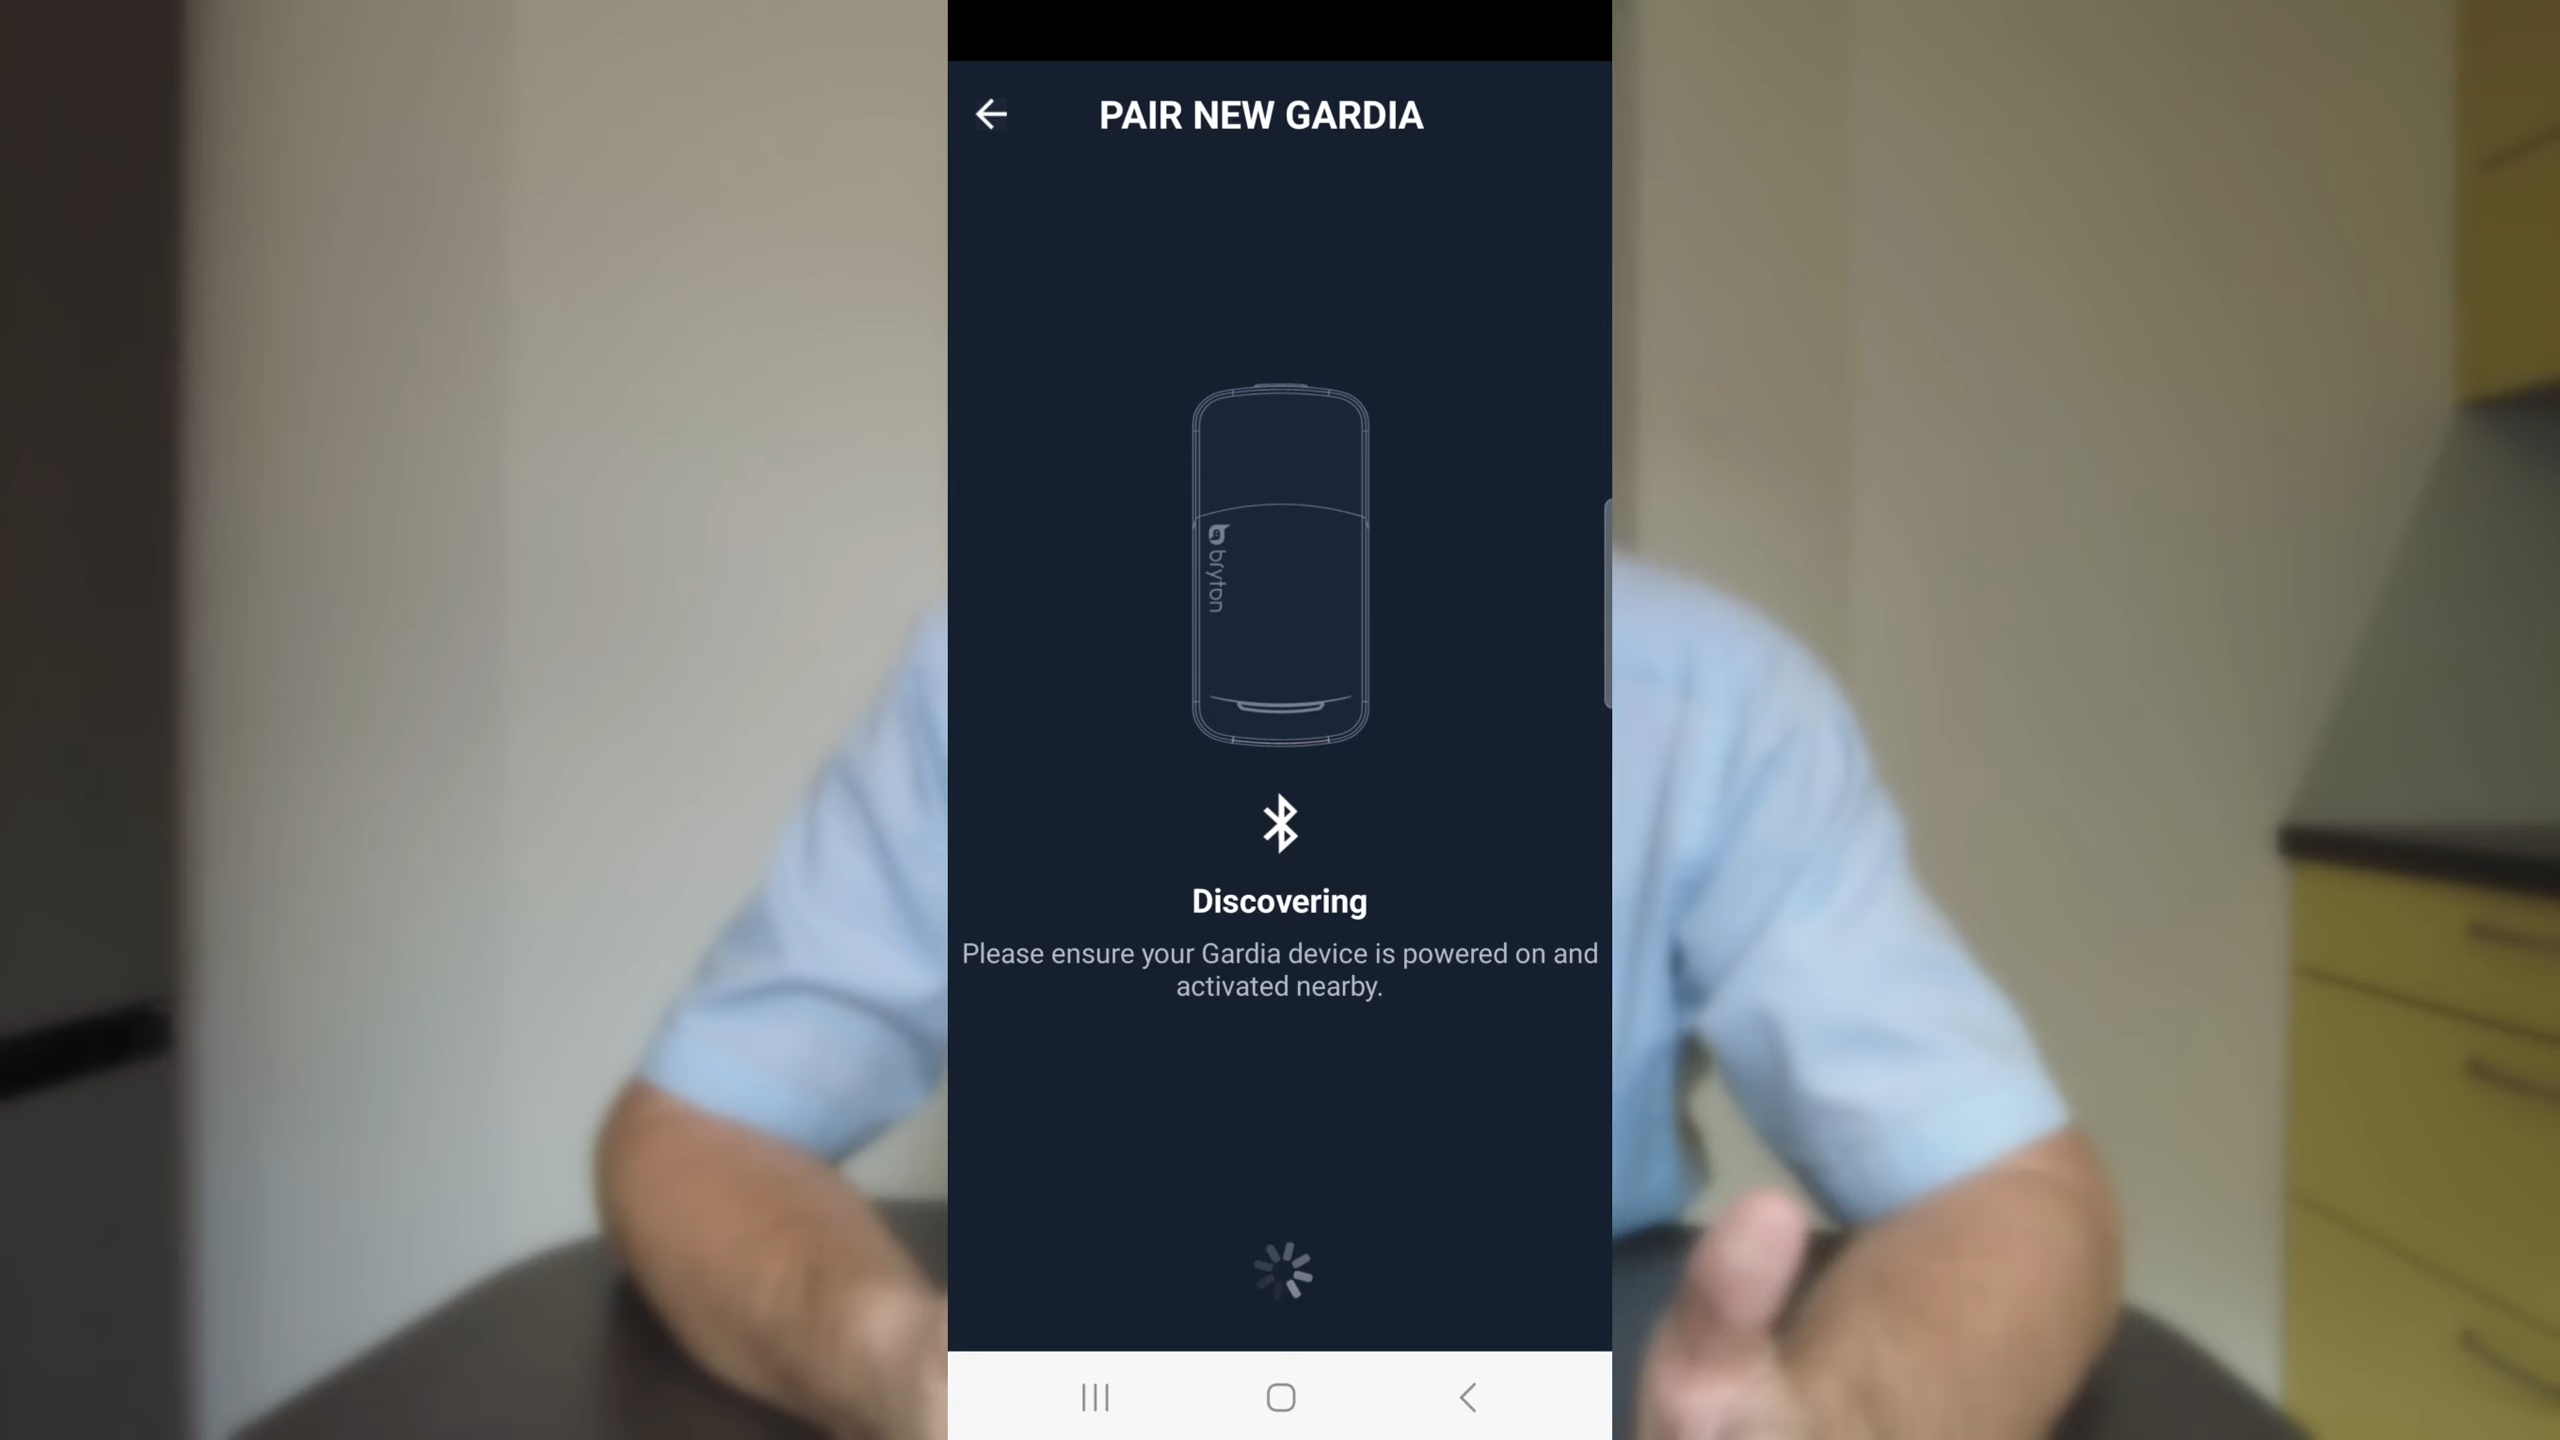 PAIR NEW GARDIA
bryton
Discovering
Please ensure your Gardia device is powered on and
activated nearby.